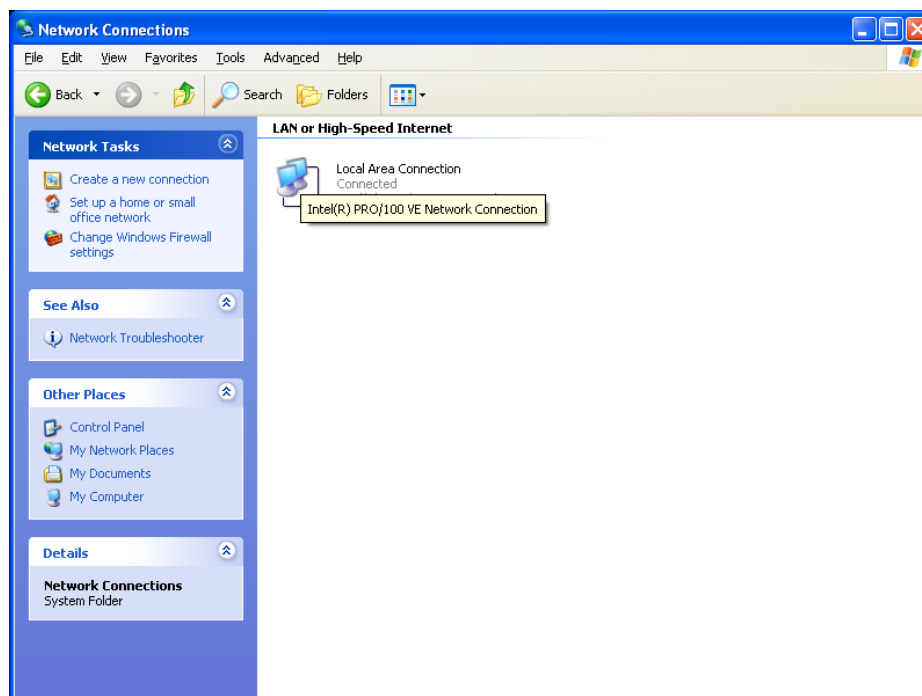 Network Connections
File Edit View Favorites Tools Advanced Help
Back Search Folders
Network Tasks
Create a new connection
Set up a home or small
office network
Change Windows Firewall
settings
See Also
Network Troubleshooter
Other Places
Control Panel
My Network Places
My Documents
My Computer
Details
Network Connections
System Folder
LAN or High-Speed Internet
Local Area Connection
Connected
Intel(R) PRO/100 VE Network Connection